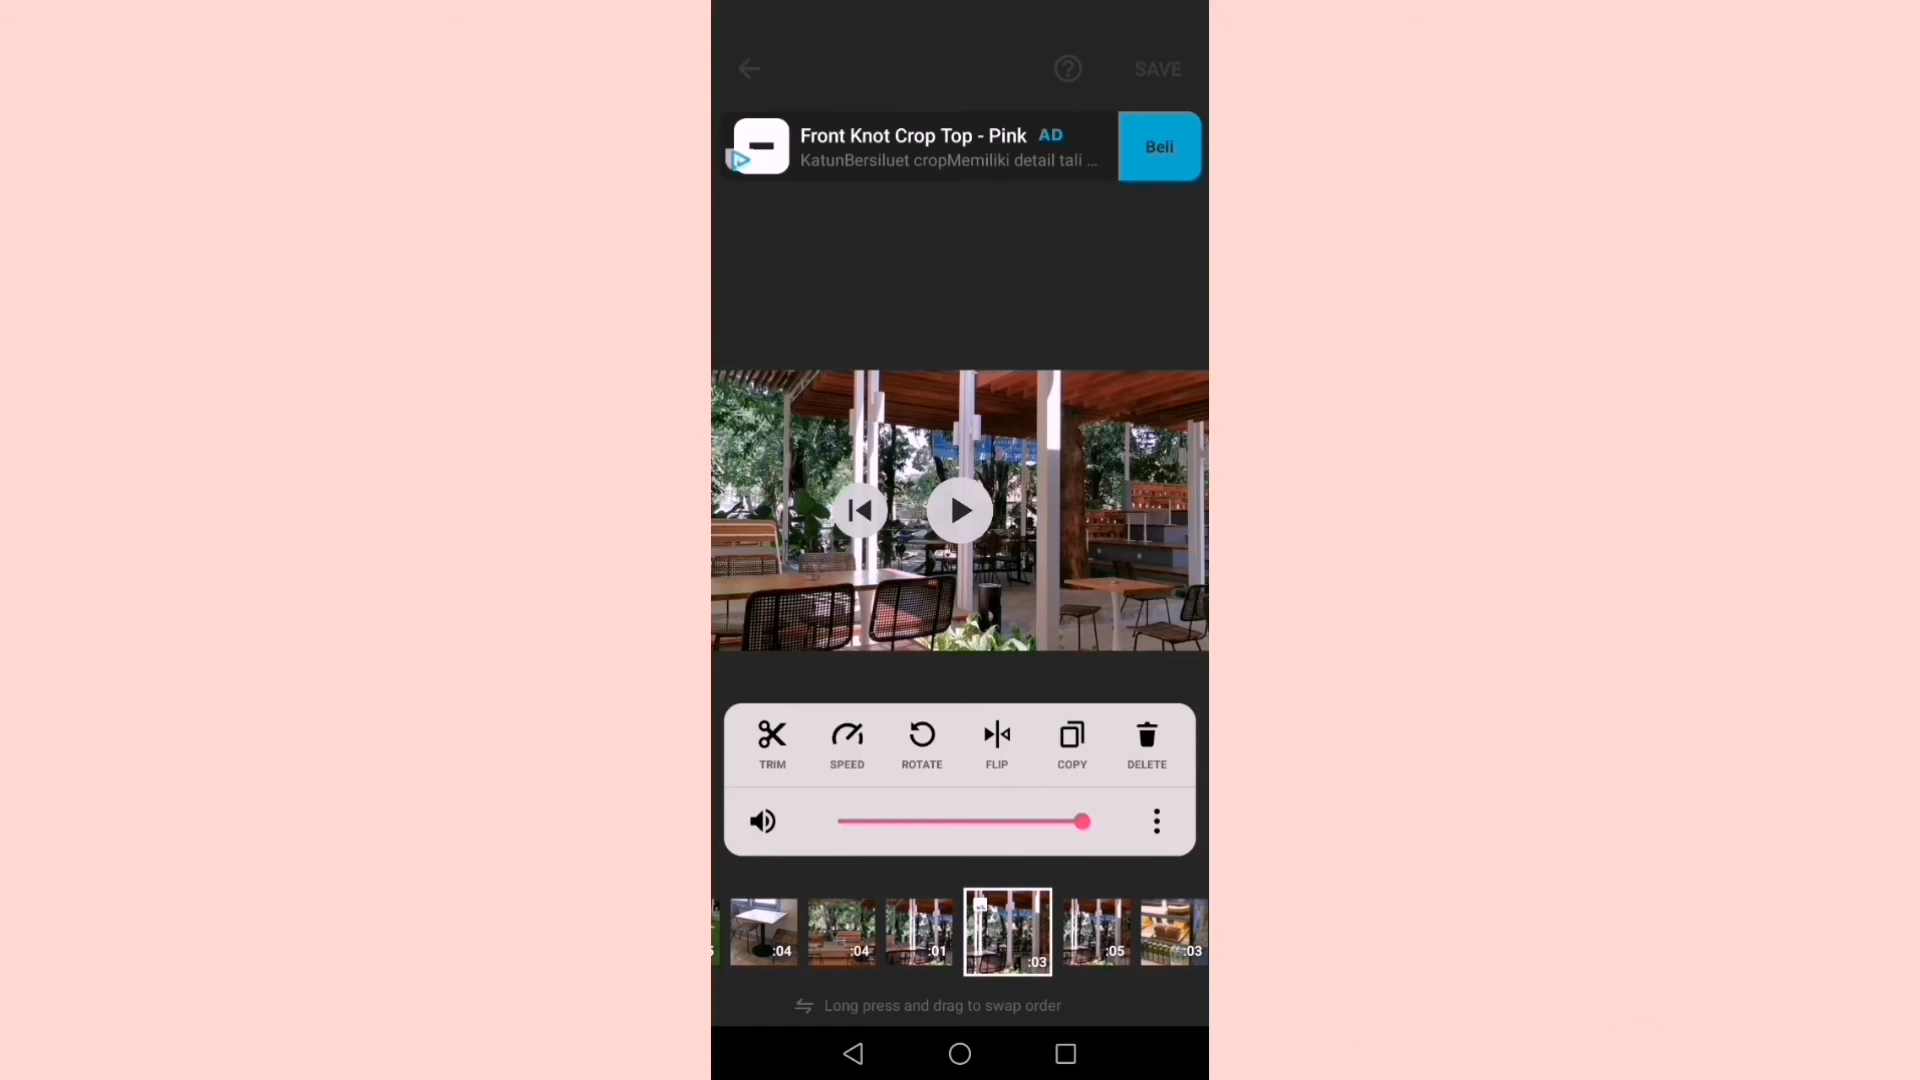 SAVE
Front Knot Crop Top - Pink AD
KatunBersiluet cropMemiliki detail tali ...
Beli
TRIM
SPEED
ROTATE
FLIP
COPY
DELETE
:04
:04
:01
:03
:05
:03
Long press and drag to swap order